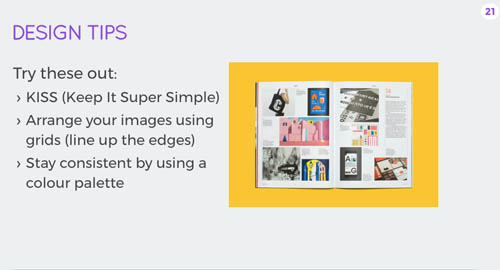 21
DESIGN TIPS
Try these out:
› KISS (Keep It Super Simple)
› Arrange your images using
grids (line up the edges)
› Stay consistent by using a
colour palette